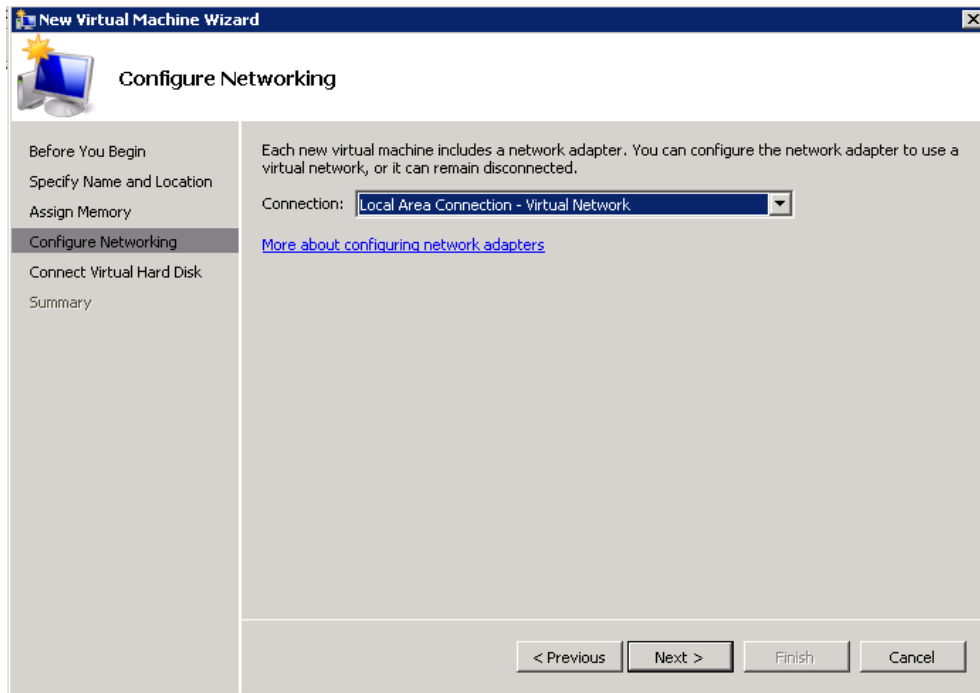 New Virtual Machine Wizard
Configure Networking
Before You Begin
Specify Name and Location
Assign Memory
Configure Networking
Connect Virtual Hard Disk
Summary
Each new virtual machine includes a network adapter. You can configure the network adapter to use a
virtual network, or it can remain disconnected.
Connection: Local Area Connection - Virtual Network
More about configuring network adapters
< Previous Next > Finish Cancel